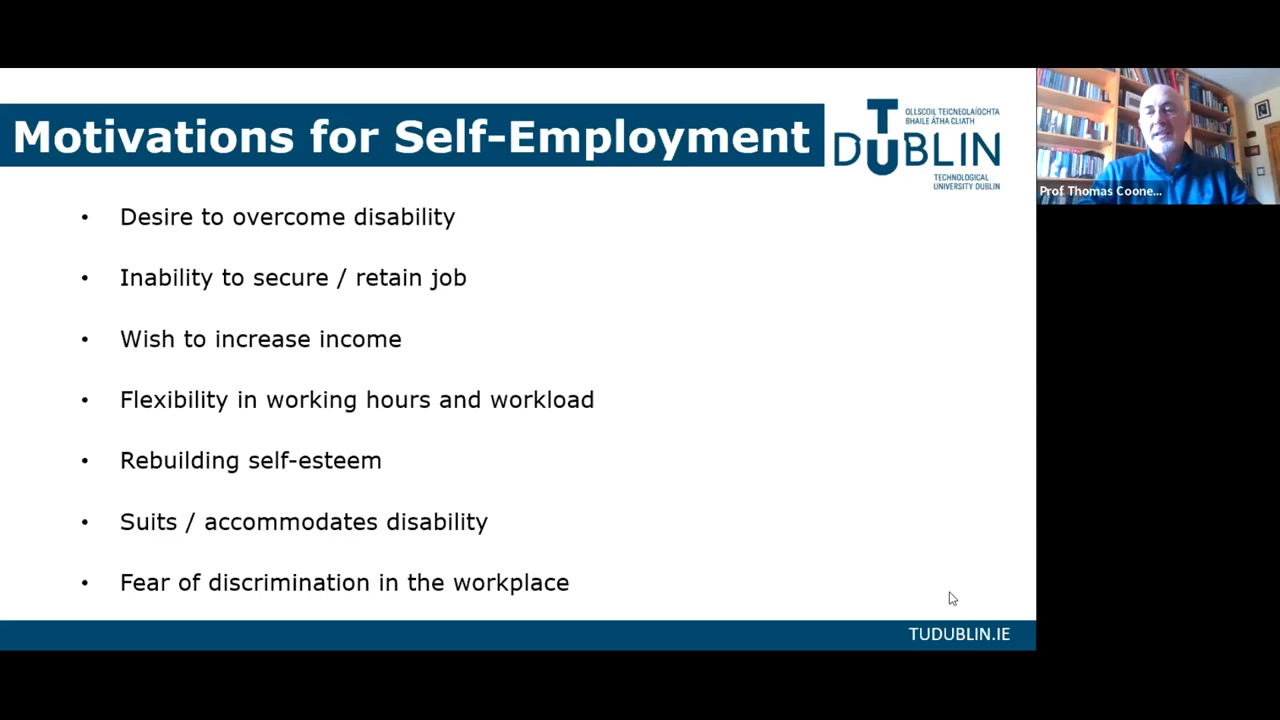 Motivations for Self-Employment
OLLSCOIL TEICNEOLAÍOCHTA
BHAILE ÁTHA CLIATH
TU DUBLIN
TECHNOLOGICAL
UNIVERSITY DUBLIN
Prof Thomas Coone...
• Desire to overcome disability
• Inability to secure / retain job
• Wish to increase income
• Flexibility in working hours and workload
• Rebuilding self-esteem
• Suits / accommodates disability
• Fear of discrimination in the workplace
TUDUBLIN.IE